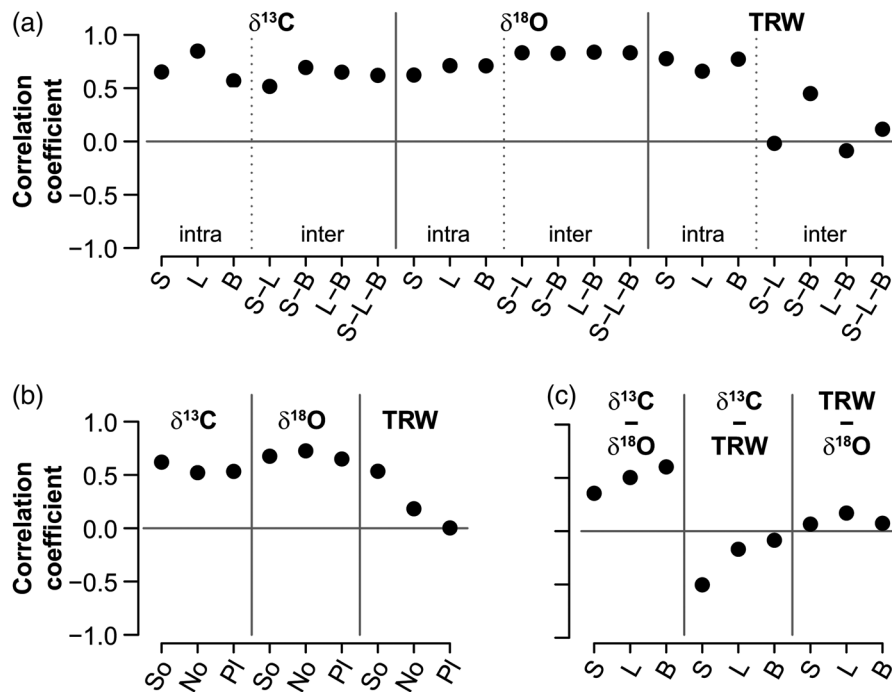 (a)
δ13C δ18O TRW
Correlation
coefficient
1.0
0.5
0.0
−0.5
−1.0
intra inter intra inter intra inter
S L B S−L S−B L−B S−L−B S L B S−L S−B L−B S−L−B S L B S−L S−B L−B S−L−B
(b)
δ13C δ18O TRW
Correlation
coefficient
1.0
0.5
0.0
−0.5
−1.0
So No Pl So No Pl So No Pl
(c)
δ13C δ13C TRW
– – –
δ18O TRW δ18O
S L B S L B S L B